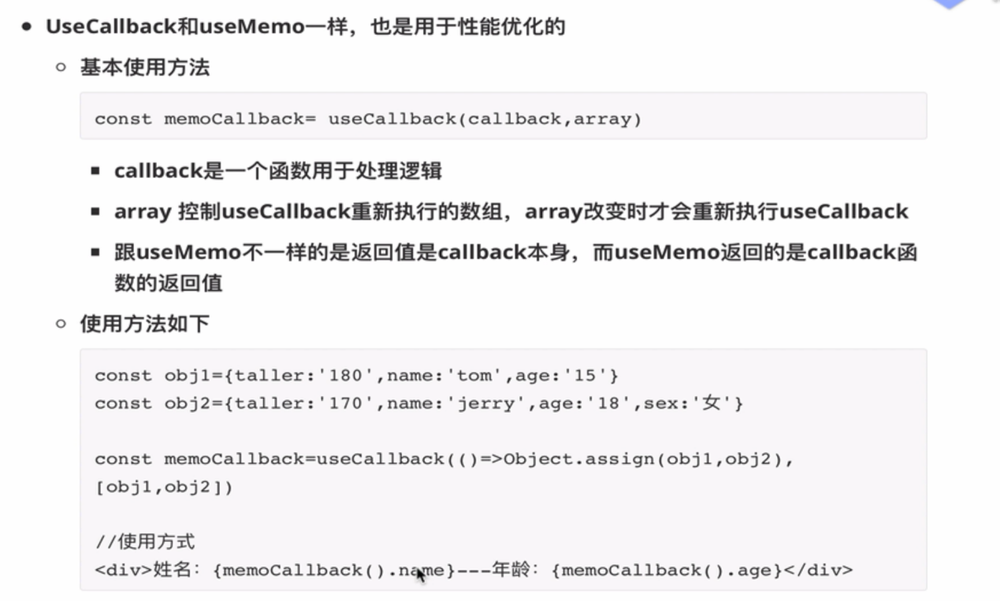 UseCallback和useMemo一样，也是用于性能优化的
基本使用方法
const memoCallback= useCallback(callback,array)
callback是一个函数用于处理逻辑
array 控制useCallback重新执行的数组，array改变时才会重新执行useCallback
跟useMemo不一样的是返回值是callback本身，而useMemo返回的是callback函
数的返回值
使用方法如下
const obj1={taller:'180',name:'tom',age:'15'}
const obj2={taller:'170',name:'jerry',age:'18',sex:'女'}
const memoCallback=useCallback(()=>Object.assign(obj1,obj2),
[obj1,obj2])
//使用方式
<div>姓名：{memoCallback().name}---年龄：{memoCallback().age}</div>